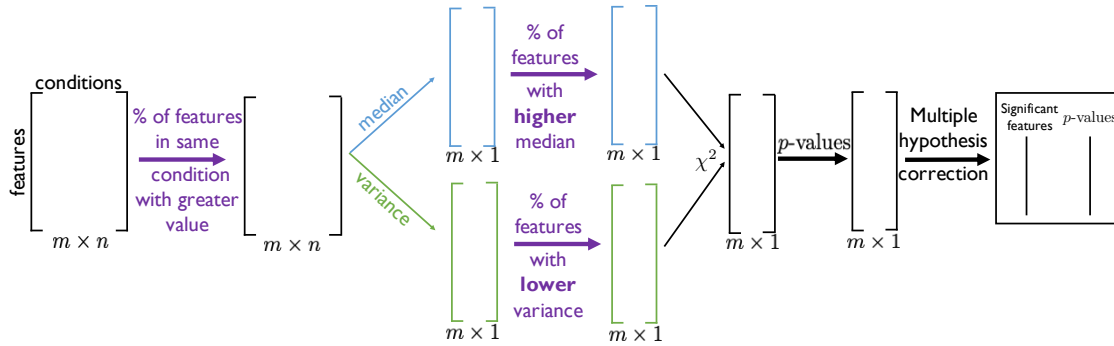 conditions
features
m × n
% of features
in same
condition
with greater
value
m × n
median
variance
m × 1
% of
features
with
higher
median
m × 1
m × 1
% of
features
with
lower
variance
m × 1
χ²
m × 1
p-values
m × 1
Multiple
hypothesis
correction
Significant
features
p-values